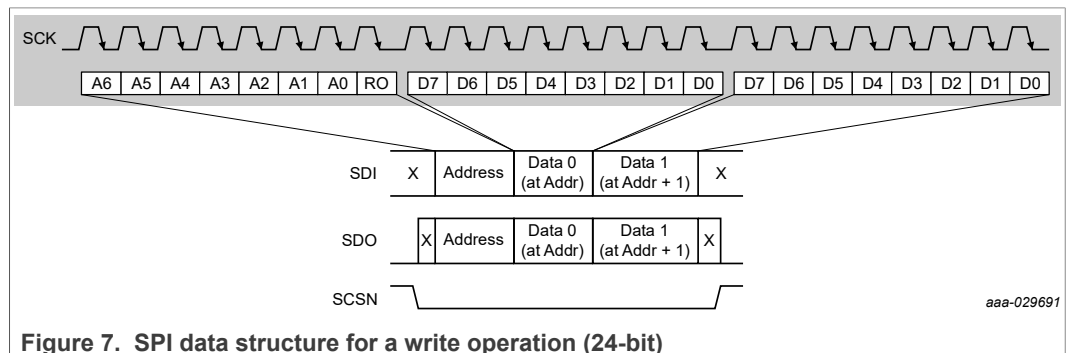 SCK
A6 A5 A4 A3 A2 A1 A0 RO D7 D6 D5 D4 D3 D2 D1 D0 D7 D6 D5 D4 D3 D2 D1 D0
SDI X Address Data 0 (at Addr) Data 1 (at Addr + 1) X
SDO X Address Data 0 (at Addr) Data 1 (at Addr + 1) X
SCSN
aaa-029691
Figure 7. SPI data structure for a write operation (24-bit)